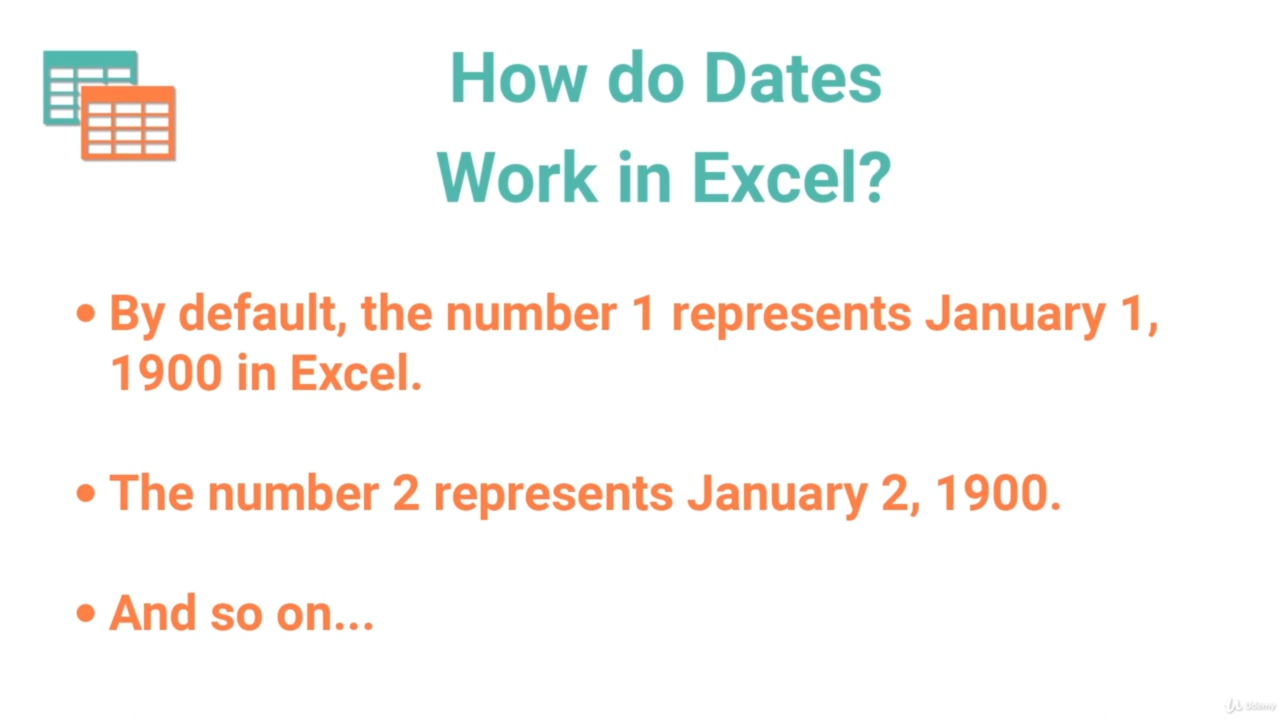 How do Dates
Work in Excel?
• By default, the number 1 represents January 1,
1900 in Excel.
• The number 2 represents January 2, 1900.
• And so on...
Udemy